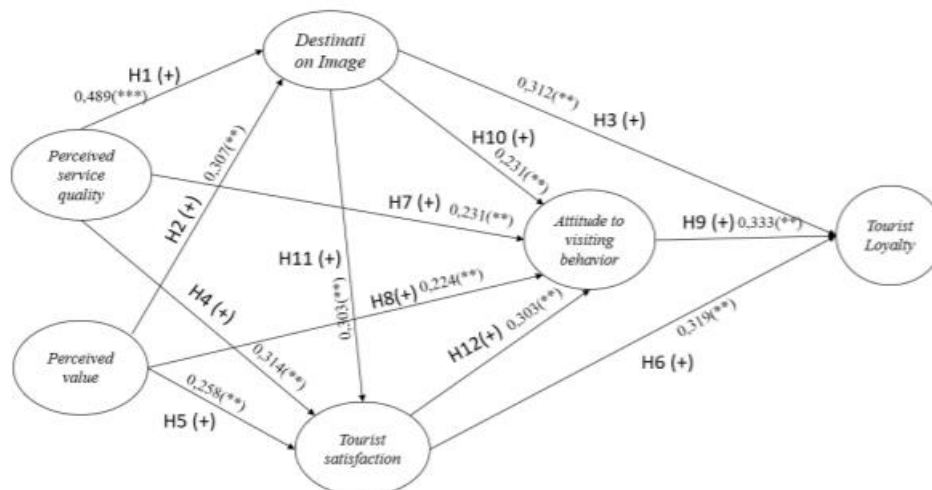 Destinati
on Image
H1 (+)
0,489(***)
0,312(**)
H3 (+)
H10 (+)
0,231(**)
Perceived
service
quality
H2 (+)
0,307(**)
H7 (+)
0,231(**)
Attitude to
visiting
behavior
H9 (+)
0,333(**)
Tourist
Loyalty
H11 (+)
0,303(**)
H4 (+)
0,314(**)
H8(+)
0,224(**)
H12(+)
0,303(**)
0,319(**)
H6 (+)
Perceived
value
0,258(**)
H5 (+)
Tourist
satisfaction